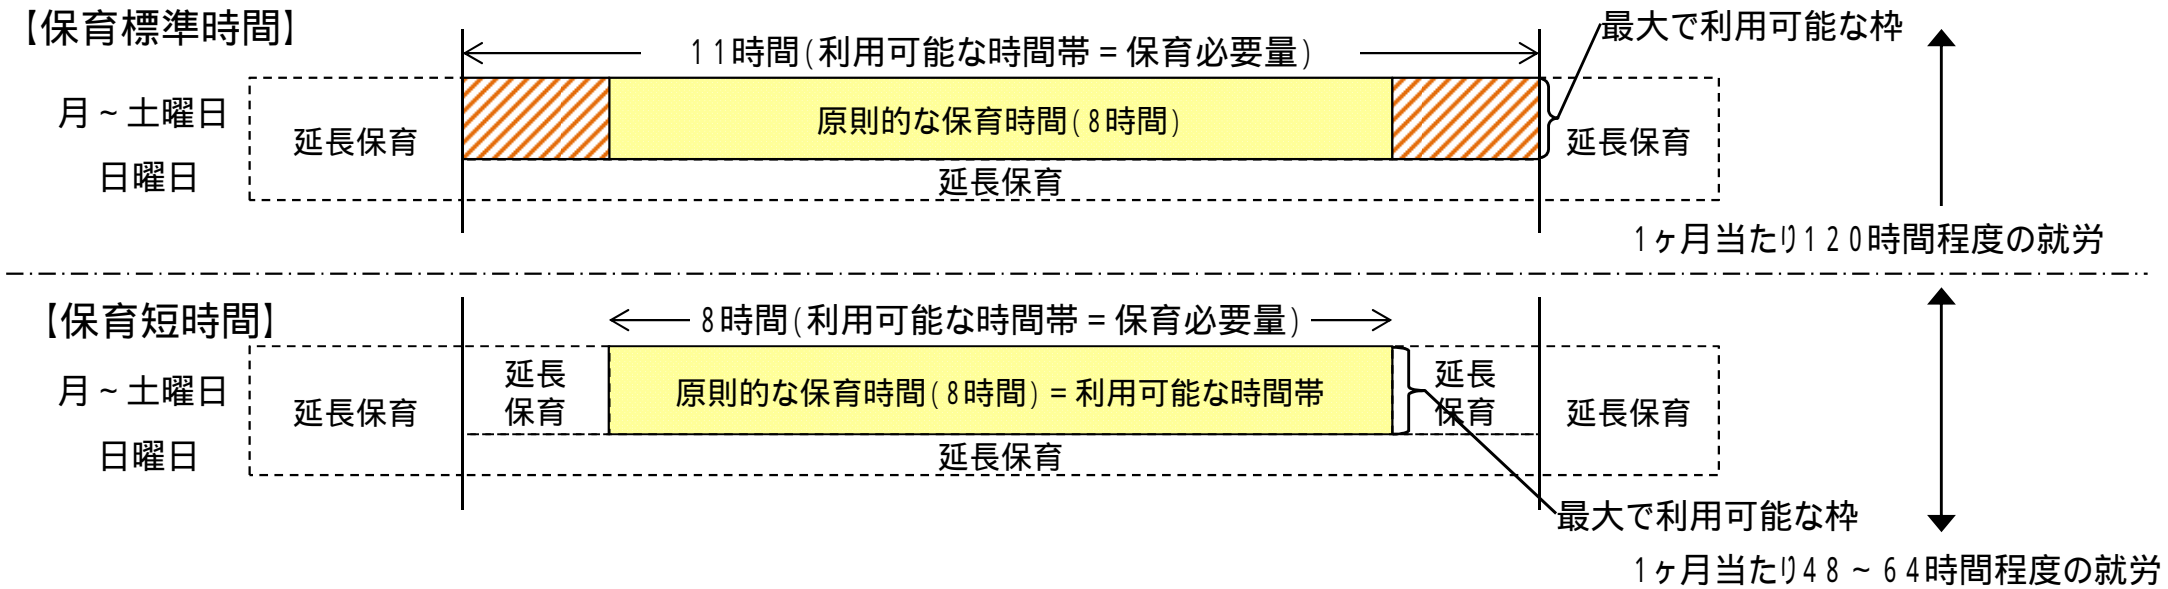 【保育標準時間】
最大で利用可能な枠
11時間(利用可能な時間帯=保育必要量)
月~土曜日
延長保育
原則的な保育時間(8時間)
延長保育
日曜日
延長保育
1ヶ月当たり120時間程度の就労
【保育短時間】
8時間(利用可能な時間帯=保育必要量)
月~土曜日
延長保育
延長
保育
原則的な保育時間(8時間)=利用可能な時間帯
延長
保育
延長保育
日曜日
延長保育
最大で利用可能な枠
1ヶ月当たり48~64時間程度の就労